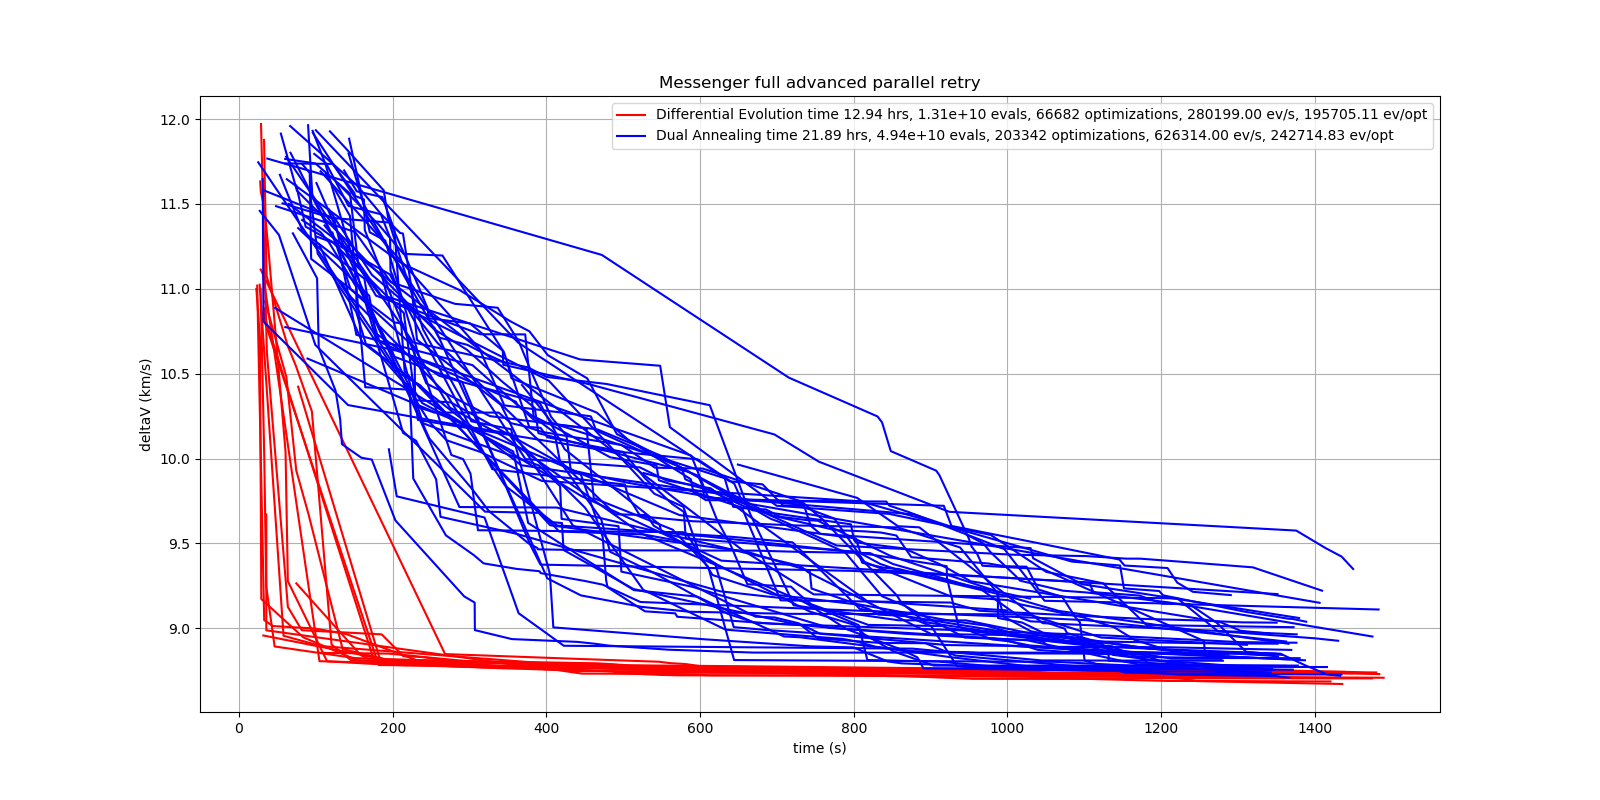 Messenger full advanced parallel retry
Differential Evolution time 12.94 hrs, 1.31e+10 evals, 66682 optimizations, 280199.00 ev/s, 195705.11 ev/opt
Dual Annealing time 21.89 hrs, 4.94e+10 evals, 203342 optimizations, 626314.00 ev/s, 242714.83 ev/opt
deltaV (km/s)
12.0
11.5
11.0
10.5
10.0
9.5
9.0
0 200 400 600 800 1000 1200 1400
time (s)